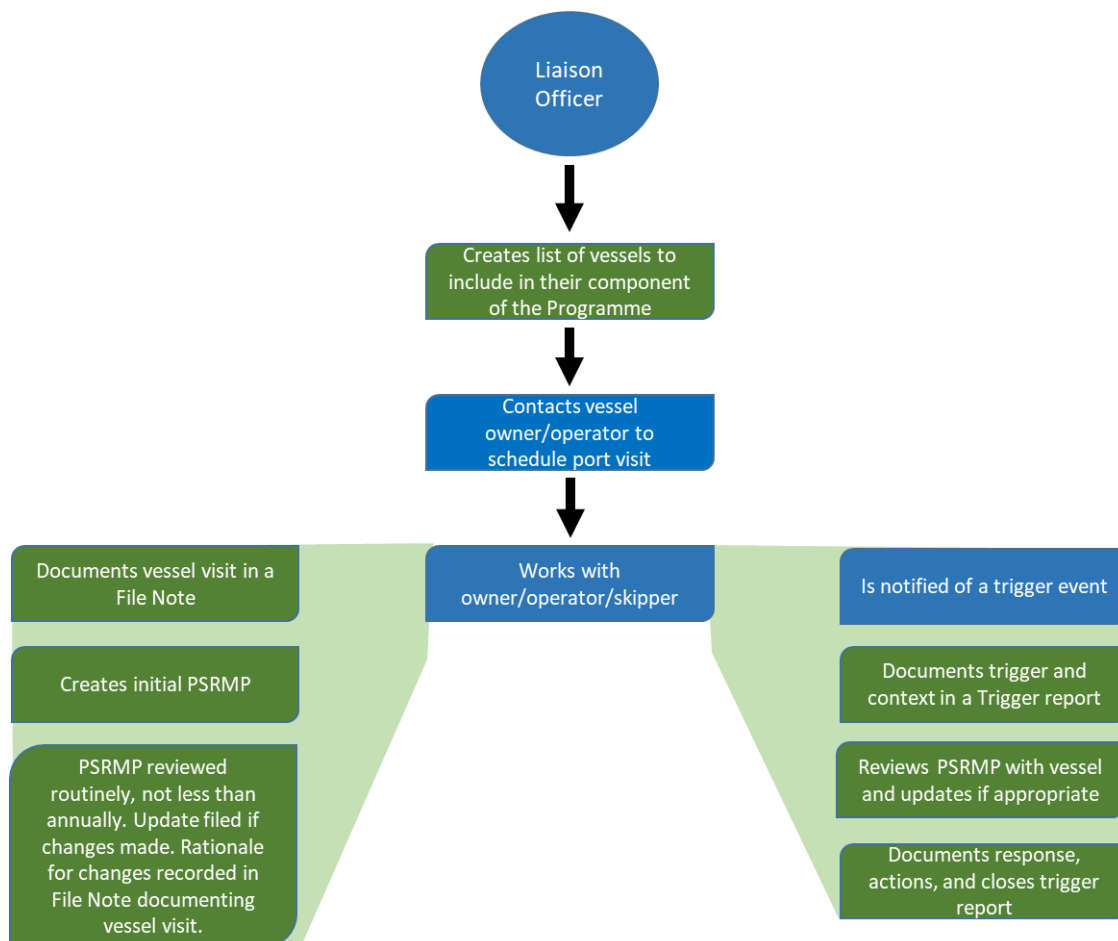 Liaison
Officer
Creates list of vessels to
include in their component
of the Programme
Contacts vessel
owner/operator to
schedule port visit
Works with
owner/operator/skipper
Documents vessel visit in a
File Note
Creates initial PSRMP
PSRMP reviewed
routinely, not less than
annually. Update filed if
changes made. Rationale
for changes recorded in
File Note documenting
vessel visit.
Is notified of a trigger event
Documents trigger and
context in a Trigger report
Reviews PSRMP with vessel
and updates if appropriate
Documents response,
actions, and closes trigger
report